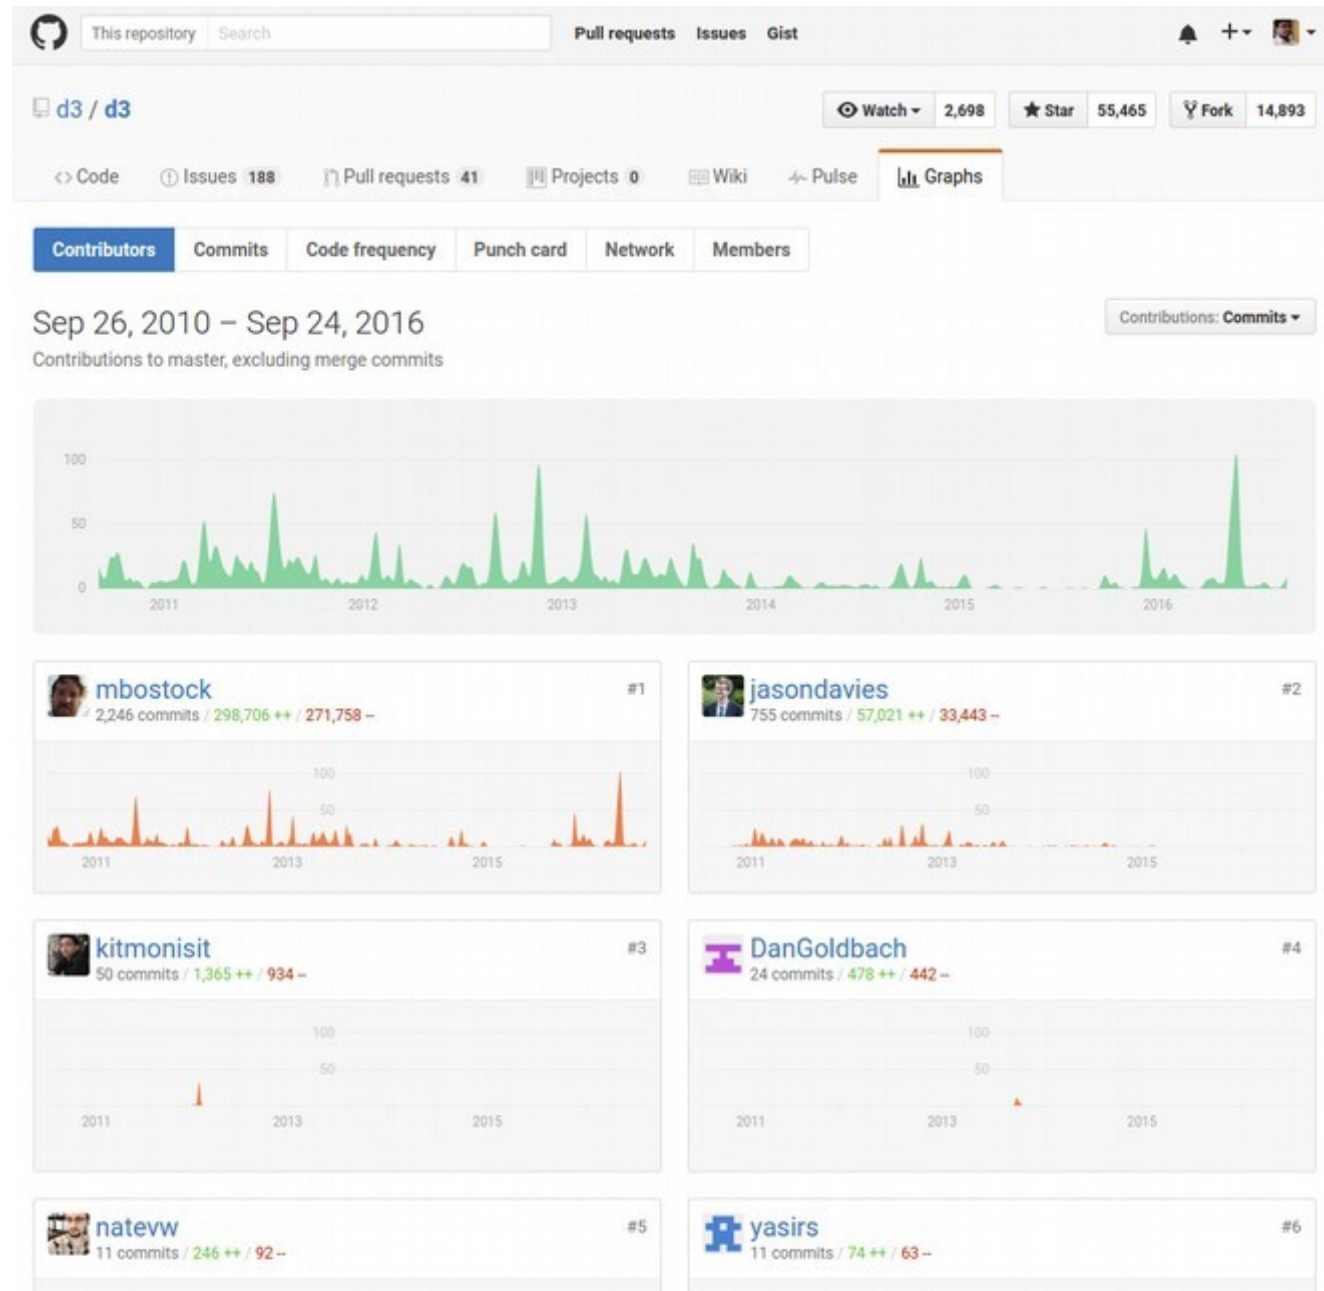 This repository Search Pull requests Issues Gist
d3 / d3 Watch 2,698 Star 55,465 Fork 14,893
Code Issues 188 Pull requests 41 Projects 0 Wiki Pulse Graphs
Contributors Commits Code frequency Punch card Network Members
Sep 26, 2010 – Sep 24, 2016 Contributions: Commits
Contributions to master, excluding merge commits
100
50
0
2011 2012 2013 2014 2015 2016
mbostock #1
2,246 commits / 298,706 ++ / 271,758 --
100
50
2011 2013 2015
jasondavies #2
755 commits / 57,021 ++ / 33,443 --
100
50
2011 2013 2015
kitmonisit #3
50 commits / 1,365 ++ / 934 --
100
50
2011 2013 2015
DanGoldbach #4
24 commits / 478 ++ / 442 --
100
50
2011 2013 2015
natevw #5
11 commits / 246 ++ / 92 --
yasirs #6
11 commits / 74 ++ / 63 --